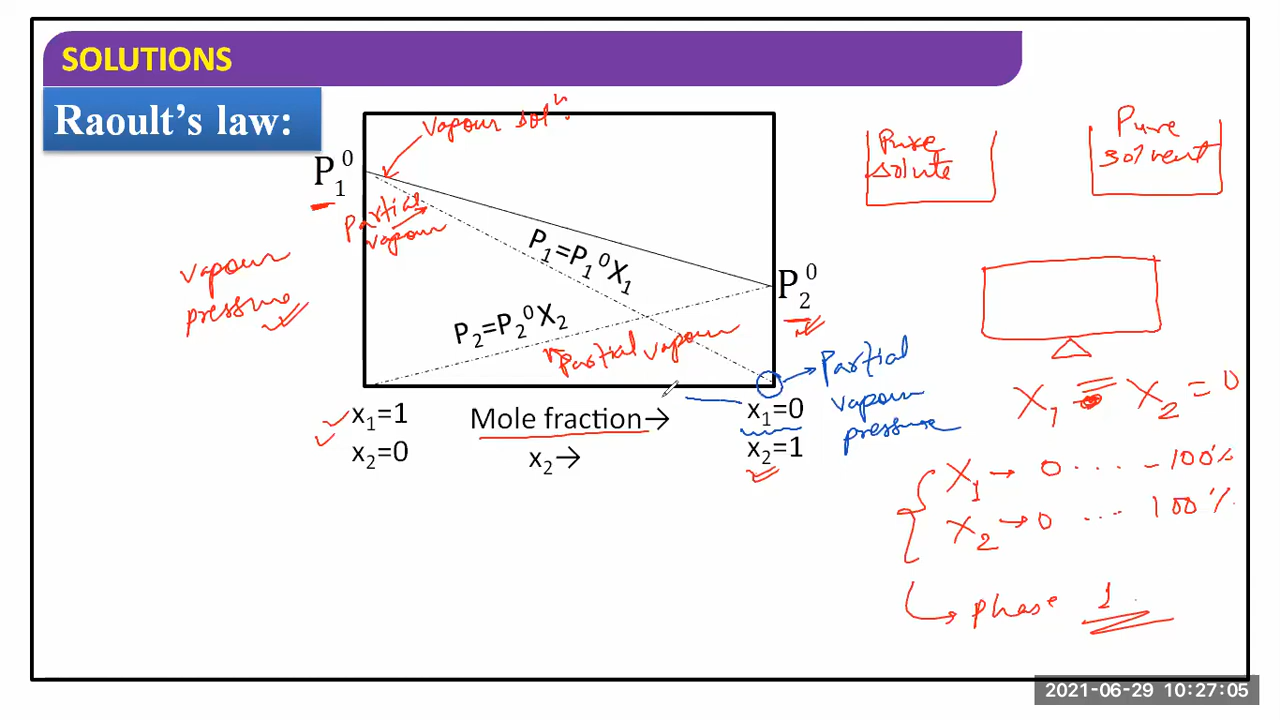 SOLUTIONS
Raoult's law:
Vapour solⁿ.
Pure
solute
Pure
solvent
P₁⁰
Partial
vapour
P₁=P₁⁰X₁
vapour
pressure
P₂⁰
P₂=P₂⁰X₂
Partial vapour
Partial
vapour
pressure
x₁=1
Mole fraction→
x₁=0
x₂=0
x₂→
x₂=1
X₁ = X₂ = 0
X₁ → 0 .... - 100%
X₂ → 0 ... 100%
↳ phase 1
2021-06-29 10:27:05